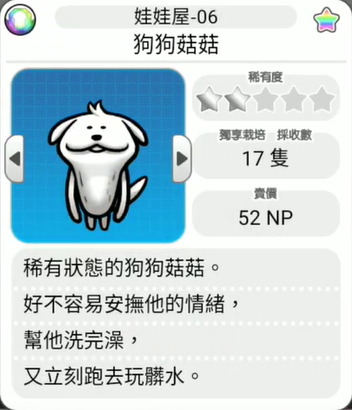 娃娃屋-06
狗狗菇菇
稀有度
獨享栽培 採收數
17 隻
賣價
52 NP
稀有狀態的狗狗菇菇。
好不容易安撫他的情緒，
幫他洗完澡，
又立刻跑去玩髒水。